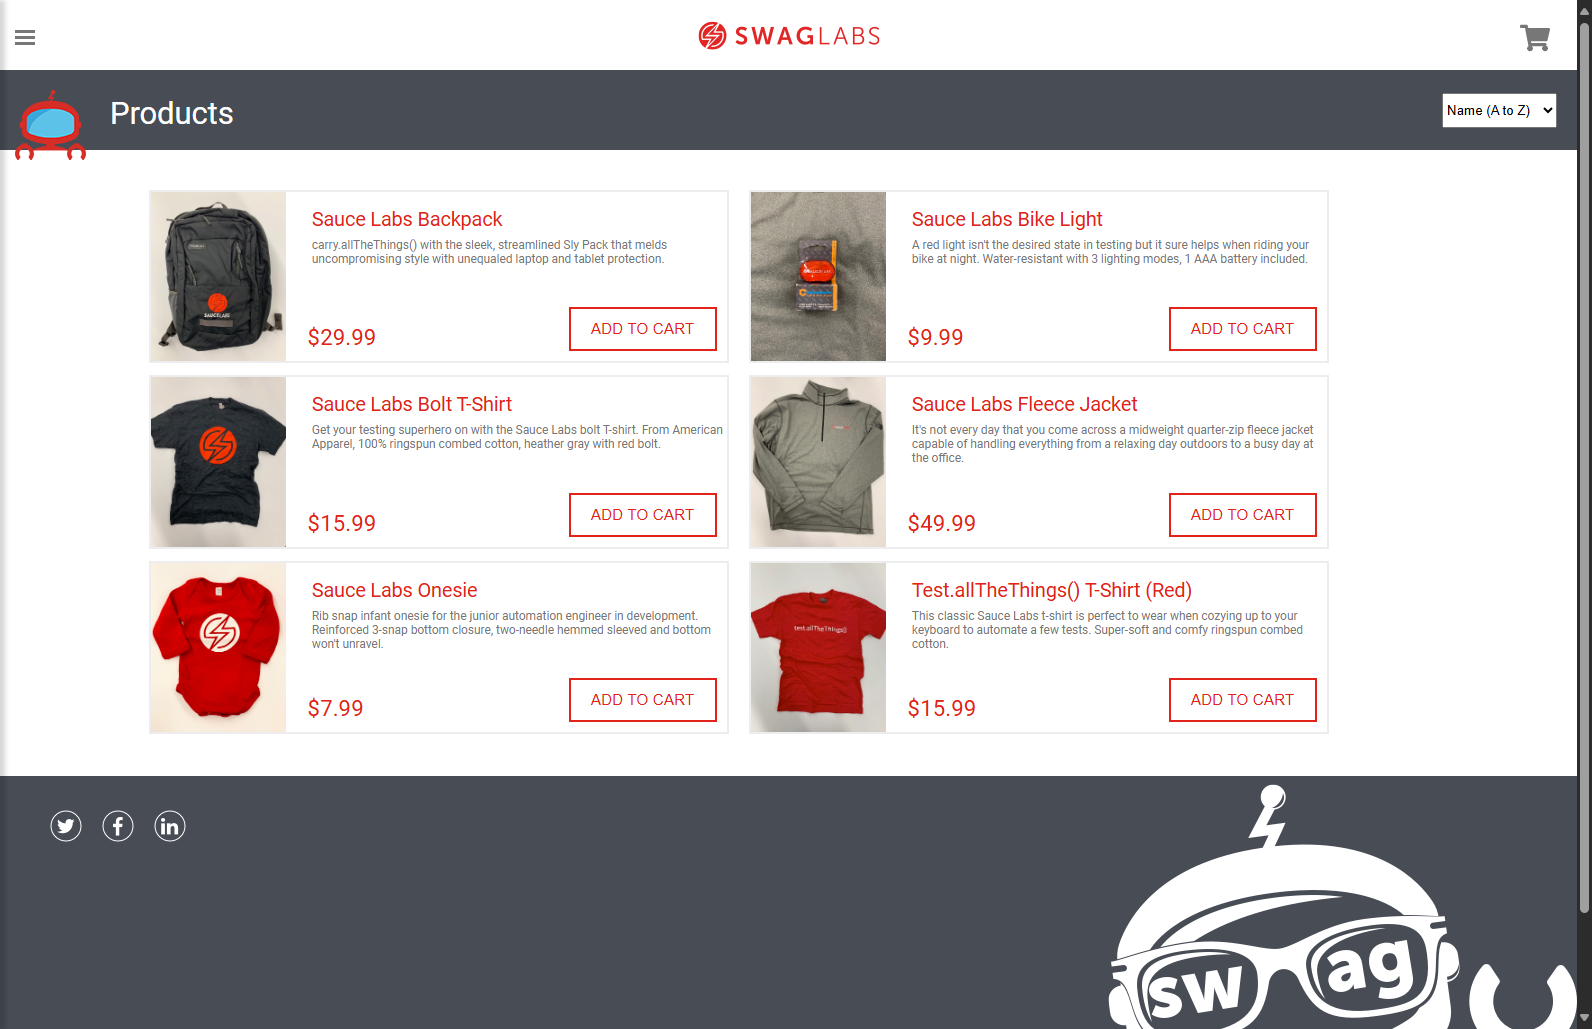 SWAGLABS
Products
Name (A to Z)
Sauce Labs Backpack
carry.allTheThings() with the sleek, streamlined Sly Pack that melds
uncompromising style with unequaled laptop and tablet protection.
$29.99
ADD TO CART
SAUCELABS
Sauce Labs Bike Light
A red light isn't the desired state in testing but it sure helps when riding your
bike at night. Water-resistant with 3 lighting modes, 1 AAA battery included.
$9.99
ADD TO CART
Sauce Labs Bolt T-Shirt
Get your testing superhero on with the Sauce Labs bolt T-shirt. From American
Apparel, 100% ringspun combed cotton, heather gray with red bolt.
$15.99
ADD TO CART
Sauce Labs Fleece Jacket
It's not every day that you come across a midweight quarter-zip fleece jacket
capable of handling everything from a relaxing day outdoors to a busy day at
the office.
$49.99
ADD TO CART
Sauce Labs Onesie
Rib snap infant onesie for the junior automation engineer in development.
Reinforced 3-snap bottom closure, two-needle hemmed sleeved and bottom
won't unravel.
$7.99
ADD TO CART
test.allTheThings()
Test.allTheThings() T-Shirt (Red)
This classic Sauce Labs t-shirt is perfect to wear when cozying up to your
keyboard to automate a few tests. Super-soft and comfy ringspun combed
cotton.
$15.99
ADD TO CART
in
sw ag